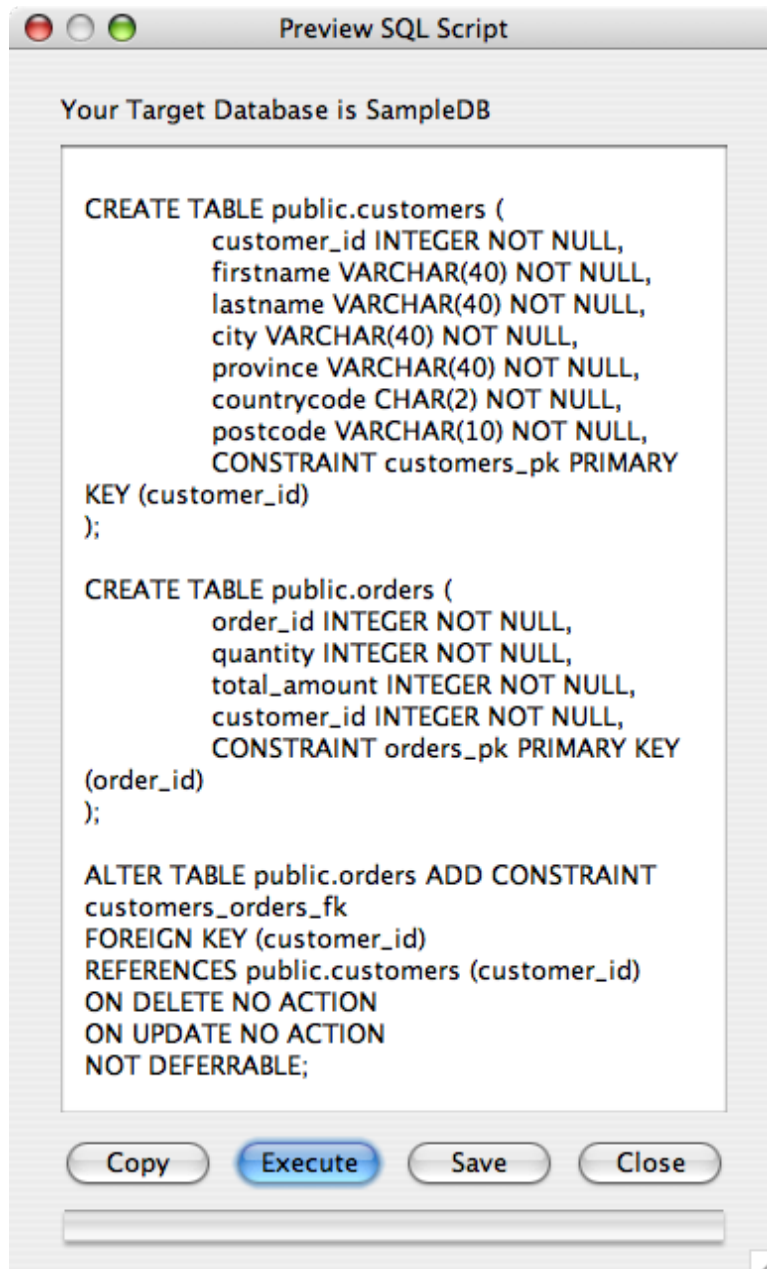 Preview SQL Script
Your Target Database is SampleDB
CREATE TABLE public.customers (
customer_id INTEGER NOT NULL,
firstname VARCHAR(40) NOT NULL,
lastname VARCHAR(40) NOT NULL,
city VARCHAR(40) NOT NULL,
province VARCHAR(40) NOT NULL,
countrycode CHAR(2) NOT NULL,
postcode VARCHAR(10) NOT NULL,
CONSTRAINT customers_pk PRIMARY
KEY (customer_id)
);
CREATE TABLE public.orders (
order_id INTEGER NOT NULL,
quantity INTEGER NOT NULL,
total_amount INTEGER NOT NULL,
customer_id INTEGER NOT NULL,
CONSTRAINT orders_pk PRIMARY KEY
(order_id)
);
ALTER TABLE public.orders ADD CONSTRAINT
customers_orders_fk
FOREIGN KEY (customer_id)
REFERENCES public.customers (customer_id)
ON DELETE NO ACTION
ON UPDATE NO ACTION
NOT DEFERRABLE;
Copy Execute Save Close